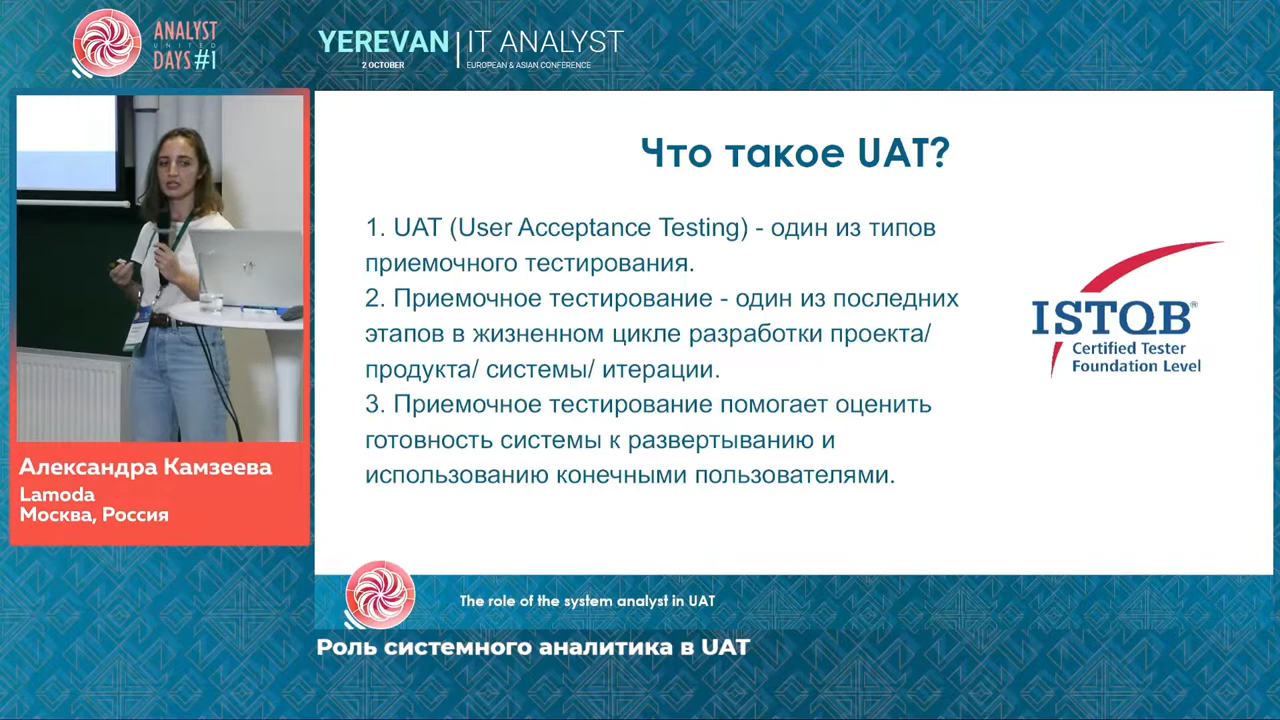 ANALYST
UNITED
DAYS #1
YEREVAN
2 OCTOBER
IT ANALYST
EUROPEAN & ASIAN CONFERENCE
Что такое UAT?
1. UAT (User Acceptance Testing) - один из типов
приемочного тестирования.
2. Приемочное тестирование - один из последних
этапов в жизненном цикле разработки проекта/
продукта/ системы/ итерации.
3. Приемочное тестирование помогает оценить
готовность системы к развертыванию и
использованию конечными пользователями.
ISTQB®
Certified Tester
Foundation Level
Александра Камзеева
Lamoda
Москва, Россия
The role of the system analyst in UAT
Роль системного аналитика в UAT